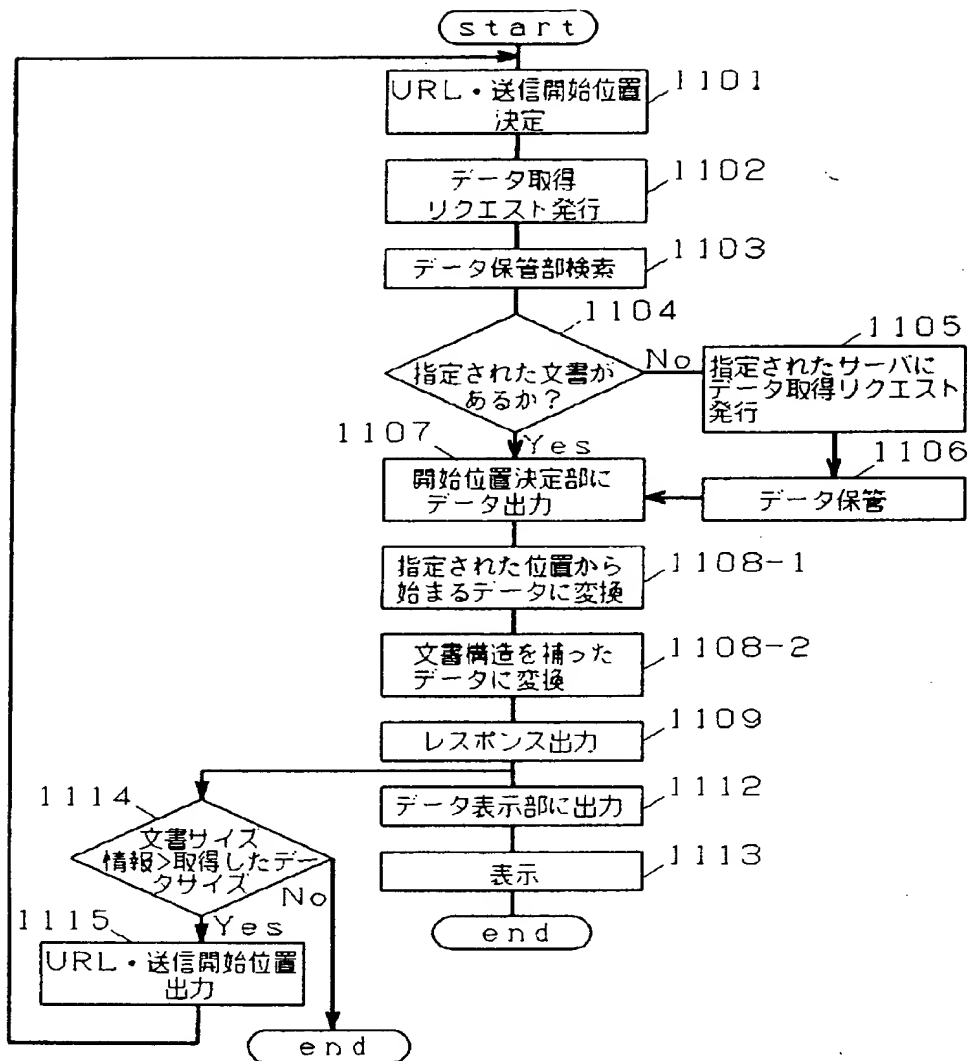 start
URL・送信開始位置
決定
1101
データ取得
リクエスト発行
1102
データ保管部検索
1103
指定された文書が
あるか?
1104
No
指定されたサーバに
データ取得リクエスト
発行
1105
データ保管
1106
Yes
開始位置決定部に
データ出力
1107
指定された位置から
始まるデータに変換
1108-1
文書構造を補った
データに変換
1108-2
レスポンス出力
1109
データ表示部に出力
1112
表示
1113
end
1114
文書サイズ
情報>取得したデー
タサイズ
No
Yes
1115
URL・送信開始位置
出力
end